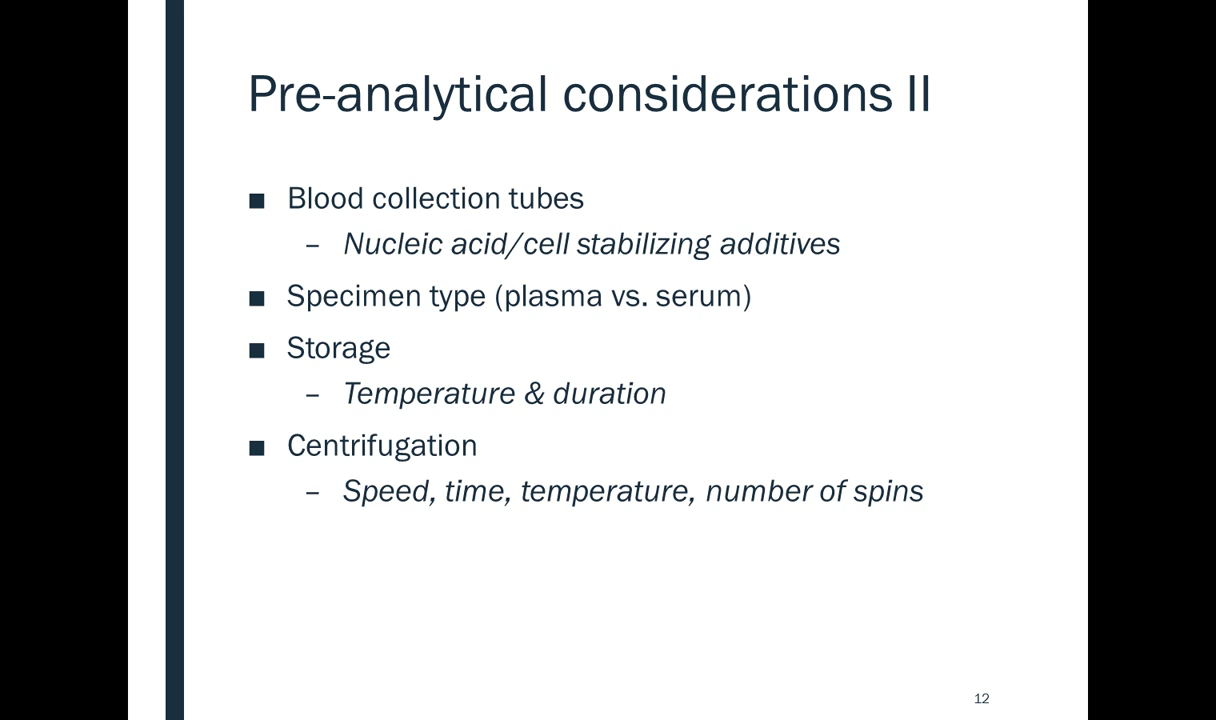 Pre-analytical considerations II
■ Blood collection tubes
– Nucleic acid/cell stabilizing additives
■ Specimen type (plasma vs. serum)
■ Storage
– Temperature & duration
■ Centrifugation
– Speed, time, temperature, number of spins
12